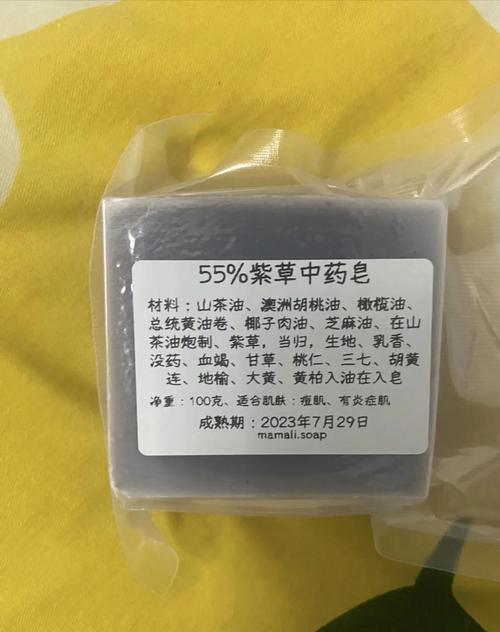 55%紫草中药皂
材料：山茶油、澳洲胡桃油、橄榄油、
总统黄油卷、椰子肉油、芝麻油、在山
茶油炮制、紫草，当归，生地、乳香、
没药、血竭、甘草、桃仁、三七、胡黄
连、地榆、大黄、黄柏入油在入皂
净重：100克、适合肌肤：痘肌、有炎症肌
成熟期：2023年7月29日
mamali.soap